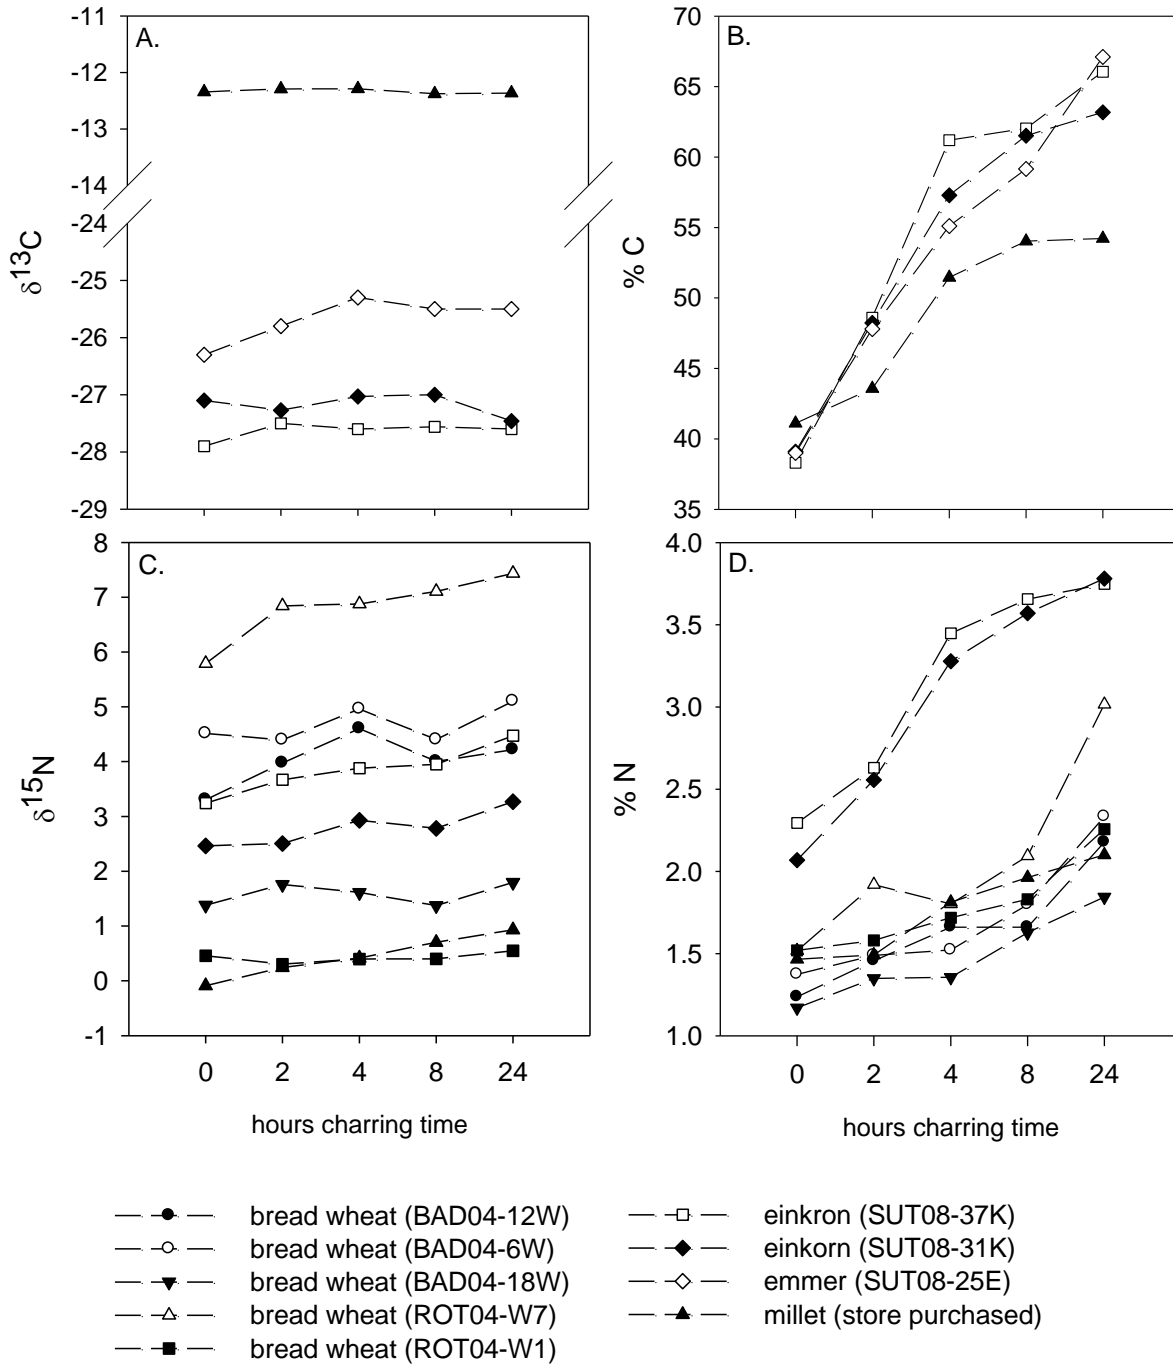 A.
-11
-12
-13
-14
-24
-25
-26
-27
-28
-29
δ13C
B.
70
65
60
55
50
45
40
35
% C
C.
8
7
6
5
4
3
2
1
0
-1
δ15N
0 2 4 8 24
hours charring time
D.
4.0
3.5
3.0
2.5
2.0
1.5
1.0
% N
0 2 4 8 24
hours charring time
bread wheat (BAD04-12W)
bread wheat (BAD04-6W)
bread wheat (BAD04-18W)
bread wheat (ROT04-W7)
bread wheat (ROT04-W1)
einkron (SUT08-37K)
einkorn (SUT08-31K)
emmer (SUT08-25E)
millet (store purchased)